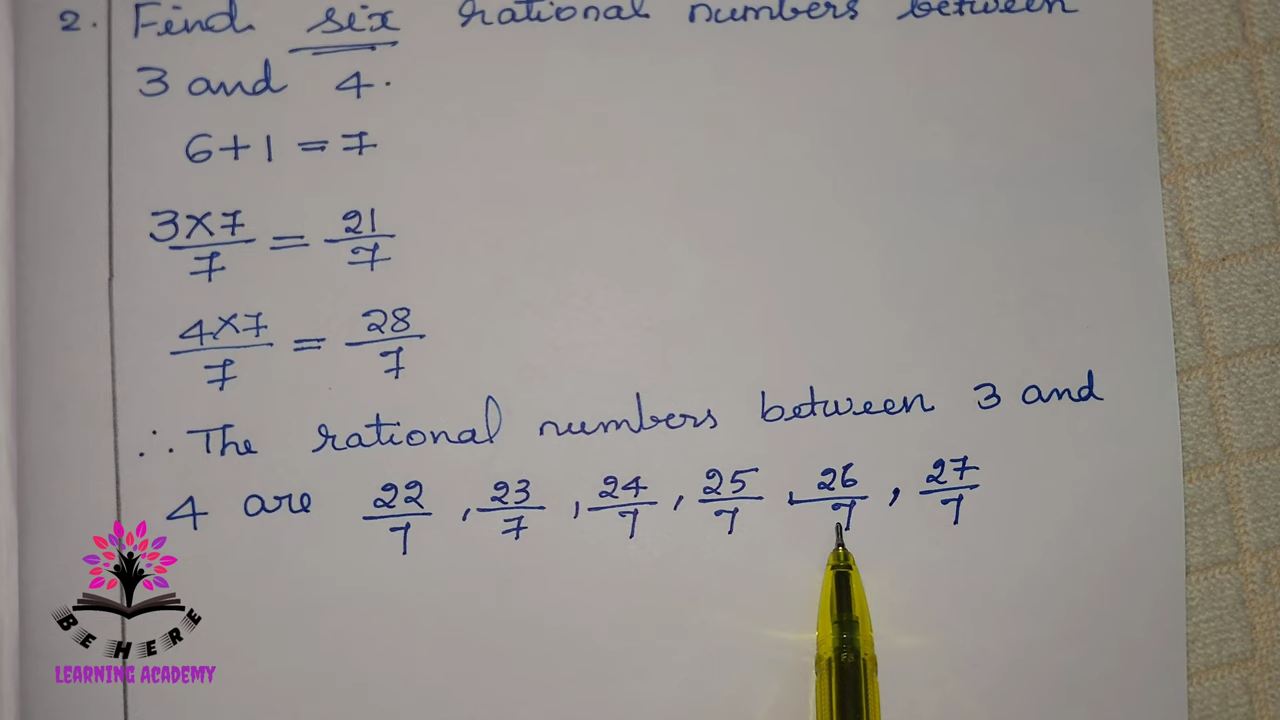 2. Find six rational numbers between
3 and 4.
6+1=7
3×7/7 = 21/7
4×7/7 = 28/7
∴ The rational numbers between 3 and
4 are 22/7, 23/7, 24/7, 25/7, 26/7, 27/7
BE HERE
LEARNING ACADEMY